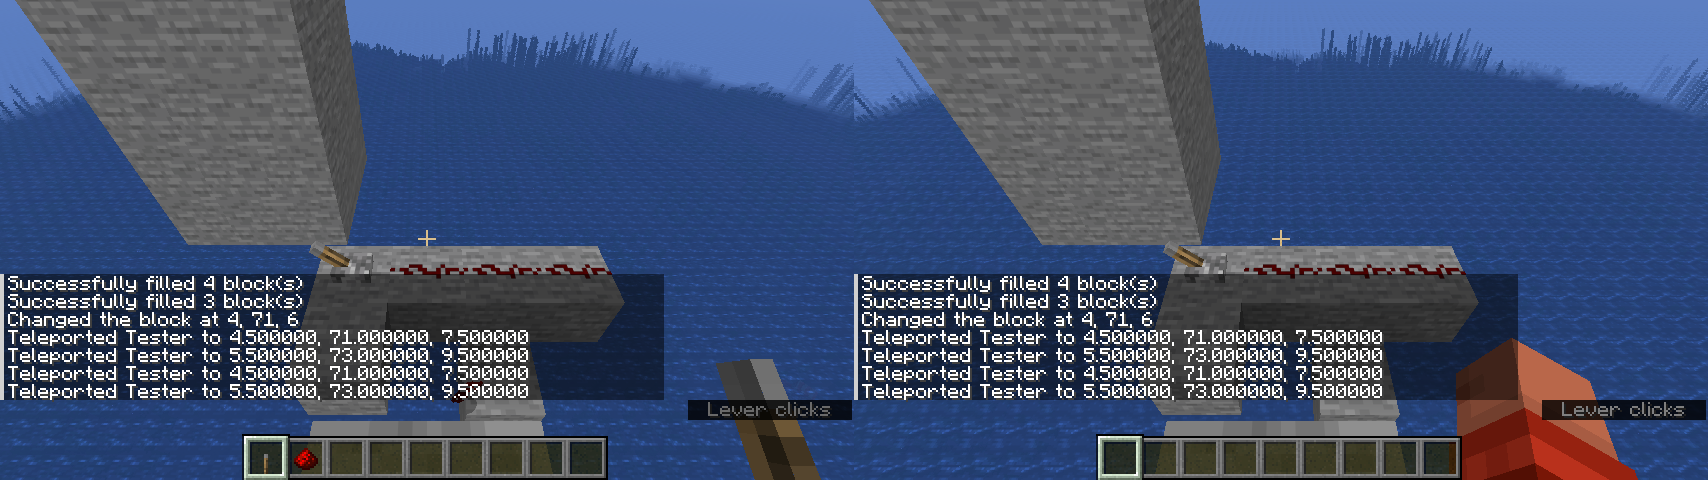 Successfully filled 4 block(s)
Successfully filled 3 block(s)
Changed the block at 4, 71, 6
Teleported Tester to 4.500000, 71.000000, 7.500000
Teleported Tester to 5.500000, 73.000000, 9.500000
Teleported Tester to 4.500000, 71.000000, 7.500000
Teleported Tester to 5.500000, 73.000000, 9.500000
Lever clicks
Successfully filled 4 block(s)
Successfully filled 3 block(s)
Changed the block at 4, 71, 6
Teleported Tester to 4.500000, 71.000000, 7.500000
Teleported Tester to 5.500000, 73.000000, 9.500000
Teleported Tester to 4.500000, 71.000000, 7.500000
Teleported Tester to 5.500000, 73.000000, 9.500000
Lever clicks